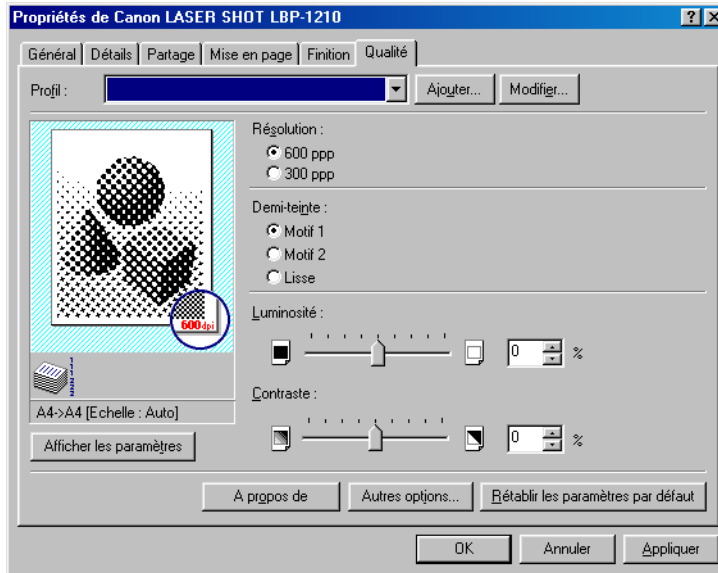 Propriétés de Canon LASER SHOT LBP-1210
Général Détails Partage Mise en page Finition Qualité
Profil : Ajouter... Modifier...
Résolution :
600 ppp
300 ppp
Demi-teinte :
Motif 1
Motif 2
Lisse
600dpi
Luminosité :
0 %
A4->A4 [Echelle : Auto]
Afficher les paramètres
Contraste :
0 %
A propos de Autres options... Rétablir les paramètres par défaut
OK Annuler Appliquer